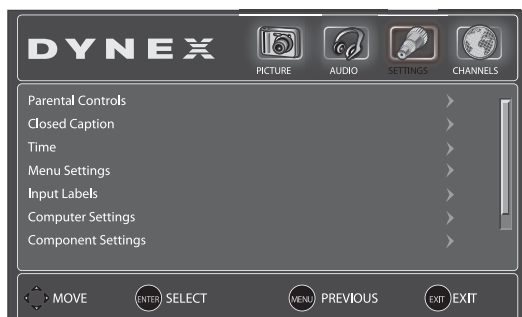 DYNEX
PICTURE AUDIO SETTINGS CHANNELS
Parental Controls
Closed Caption
Time
Menu Settings
Input Labels
Computer Settings
Component Settings
MOVE ENTER SELECT MENU PREVIOUS EXIT EXIT